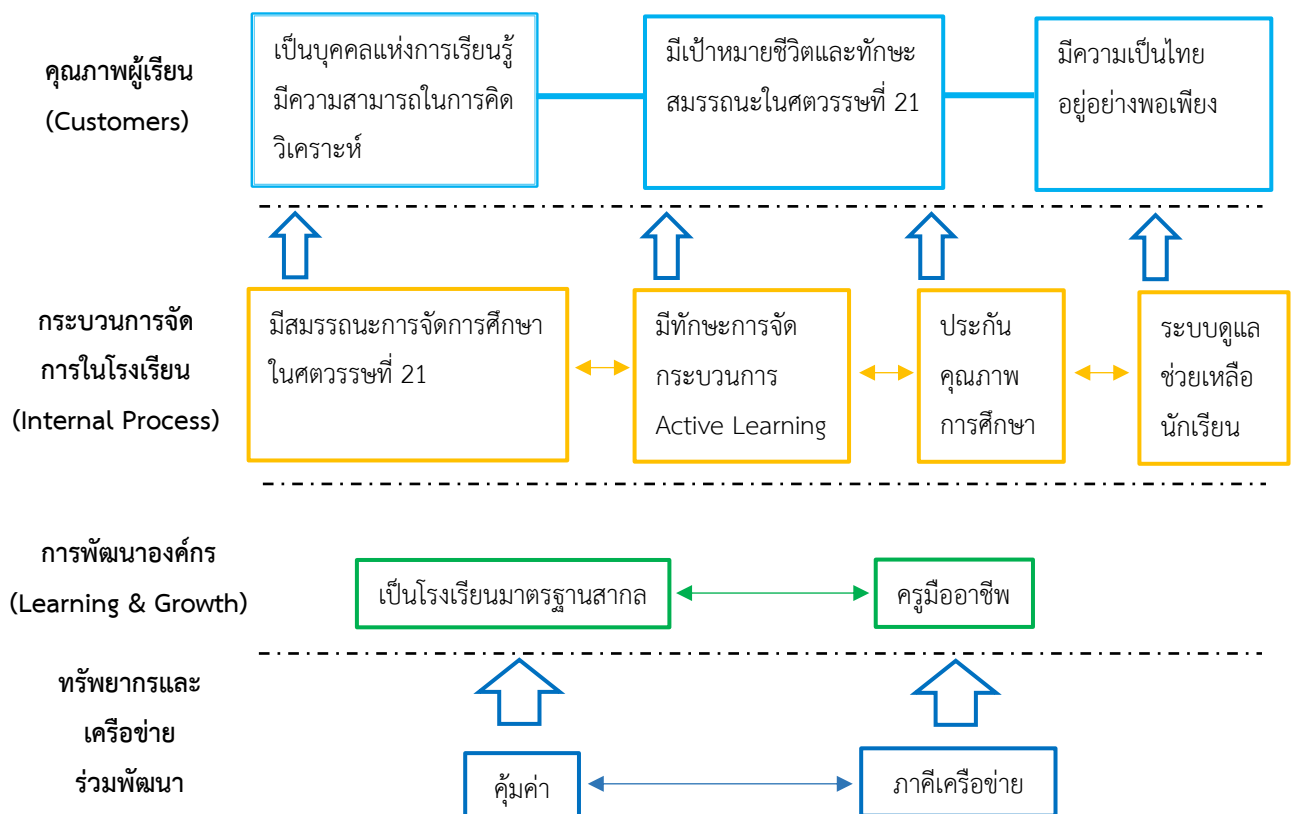 คุณภาพผู้เรียน
(Customers)
เป็นบุคคลแห่งการเรียนรู้
มีความสามารถในการคิด
วิเคราะห์
มีเป้าหมายชีวิตและทักษะ
สมรรถนะในศตวรรษที่ 21
มีความเป็นไทย
อยู่อย่างพอเพียง
กระบวนการจัด
การในโรงเรียน
(Internal Process)
มีสมรรถนะการจัดการศึกษา
ในศตวรรษที่ 21
มีทักษะการจัด
กระบวนการ
Active Learning
ประกัน
คุณภาพ
การศึกษา
ระบบดูแล
ช่วยเหลือ
นักเรียน
การพัฒนาองค์กร
(Learning & Growth)
เป็นโรงเรียนมาตรฐานสากล
ครูมืออาชีพ
ทรัพยากรและ
เครือข่าย
ร่วมพัฒนา
คุ้มค่า
ภาคีเครือข่าย